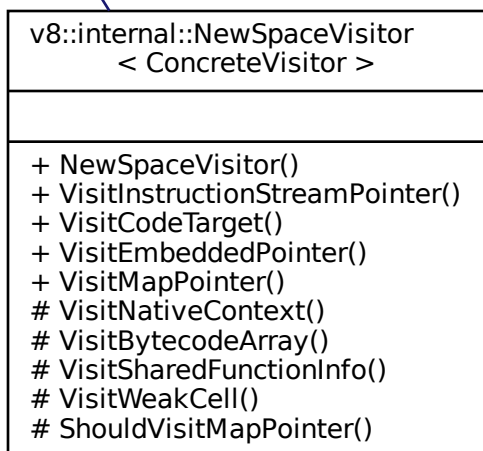 v8::internal::NewSpaceVisitor
< ConcreteVisitor >
+ NewSpaceVisitor()
+ VisitInstructionStreamPointer()
+ VisitCodeTarget()
+ VisitEmbeddedPointer()
+ VisitMapPointer()
# VisitNativeContext()
# VisitBytecodeArray()
# VisitSharedFunctionInfo()
# VisitWeakCell()
# ShouldVisitMapPointer()